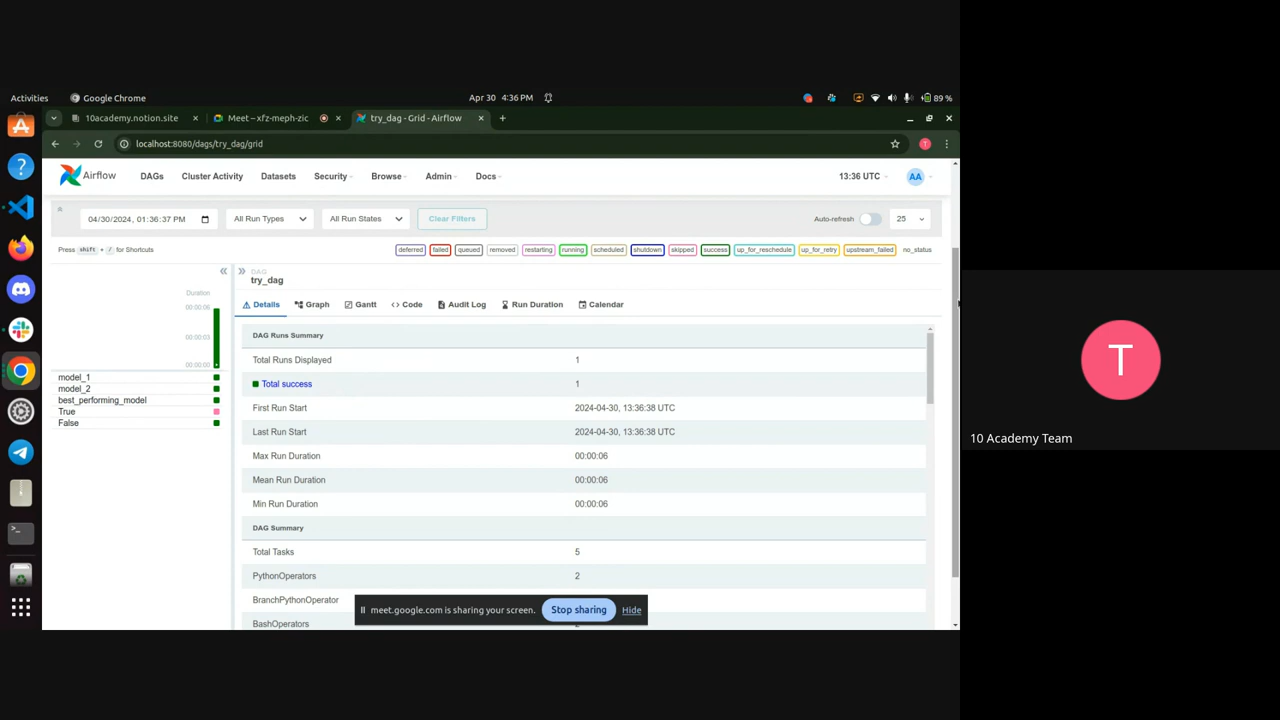 Activities
Google Chrome
Apr 30 4:36 PM
89 %
10academy.notion.site
Meet – xfz-meph-zic
try_dag - Grid - Airflow
localhost:8080/dags/try_dag/grid
T
Airflow
DAGs
Cluster Activity
Datasets
Security
Browse
Admin
Docs
13:36 UTC
AA
04/30/2024, 01:36:37 PM
All Run Types
All Run States
Clear Filters
Auto-refresh
25
Press shift + / for Shortcuts
deferred
failed
queued
removed
restarting
running
scheduled
shutdown
skipped
success
up_for_reschedule
up_for_retry
upstream_failed
no_status
DAG
try_dag
Duration
00:00:06
00:00:03
00:00:00
model_1
model_2
best_performing_model
True
False
Details
Graph
Gantt
Code
Audit Log
Run Duration
Calendar
DAG Runs Summary
Total Runs Displayed 1
Total success 1
First Run Start 2024-04-30, 13:36:38 UTC
Last Run Start 2024-04-30, 13:36:38 UTC
Max Run Duration 00:00:06
Mean Run Duration 00:00:06
Min Run Duration 00:00:06
DAG Summary
Total Tasks 5
PythonOperators 2
BranchPythonOperator
BashOperators
meet.google.com is sharing your screen.
Stop sharing
Hide
T
10 Academy Team